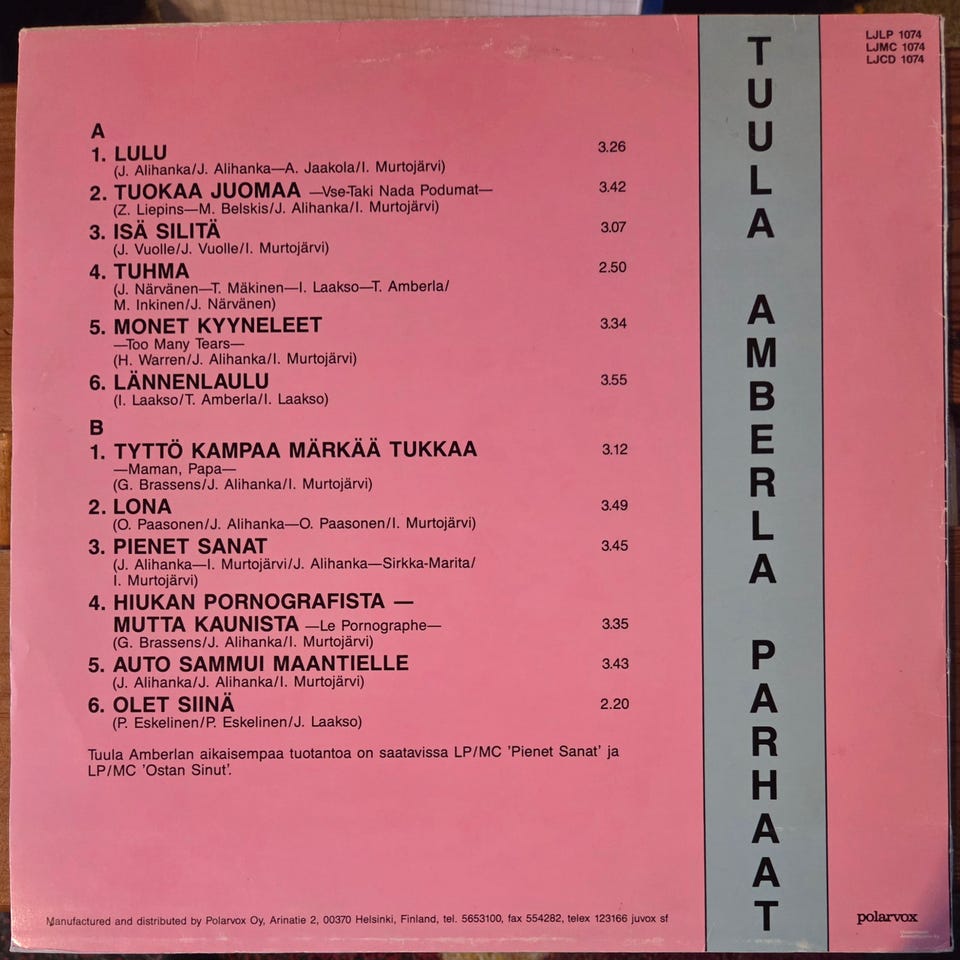 A
1. LULU 3.26
(J. Alihanka/J. Alihanka—A. Jaakola/I. Murtojärvi)
2. TUOKAA JUOMAA —Vse-Taki Nada Podumat— 3.42
(Z. Liepins—M. Belskis/J. Alihanka/I. Murtojärvi)
3. ISÄ SILITÄ 3.07
(J. Vuolle/J. Vuolle/I. Murtojärvi)
4. TUHMA 2.50
(J. Närvänen—T. Mäkinen—I. Laakso—T. Amberla/
M. Inkinen/J. Närvänen)
5. MONET KYYNELEET 3.34
—Too Many Tears—
(H. Warren/J. Alihanka/I. Murtojärvi)
6. LÄNNENLAULU 3.55
(I. Laakso/T. Amberla/I. Laakso)
B
1. TYTTÖ KAMPAA MÄRKÄÄ TUKKAA 3.12
—Maman, Papa—
(G. Brassens/J. Alihanka/I. Murtojärvi)
2. LONA 3.49
(O. Paasonen/J. Alihanka—O. Paasonen/I. Murtojärvi)
3. PIENET SANAT 3.45
(J. Alihanka—I. Murtojärvi/J. Alihanka—Sirkka-Marita/
I. Murtojärvi)
4. HIUKAN PORNOGRAFISTA —
MUTTA KAUNISTA —Le Pornographe— 3.35
(G. Brassens/J. Alihanka/I. Murtojärvi)
5. AUTO SAMMUI MAANTIELLE 3.43
(J. Alihanka/J. Alihanka/I. Murtojärvi)
6. OLET SIINÄ 2.20
(P. Eskelinen/P. Eskelinen/J. Laakso)
Tuula Amberlan aikaisempaa tuotantoa on saatavissa LP/MC 'Pienet Sanat' ja
LP/MC 'Ostan Sinut'.
Manufactured and distributed by Polarvox Oy, Arinatie 2, 00370 Helsinki, Finland, tel. 5653100, fax 554282, telex 123166 juvox sf
TUULA AMBERLA PARHAAT
LJLP 1074
LJMC 1074
LJCD 1074
polarvox